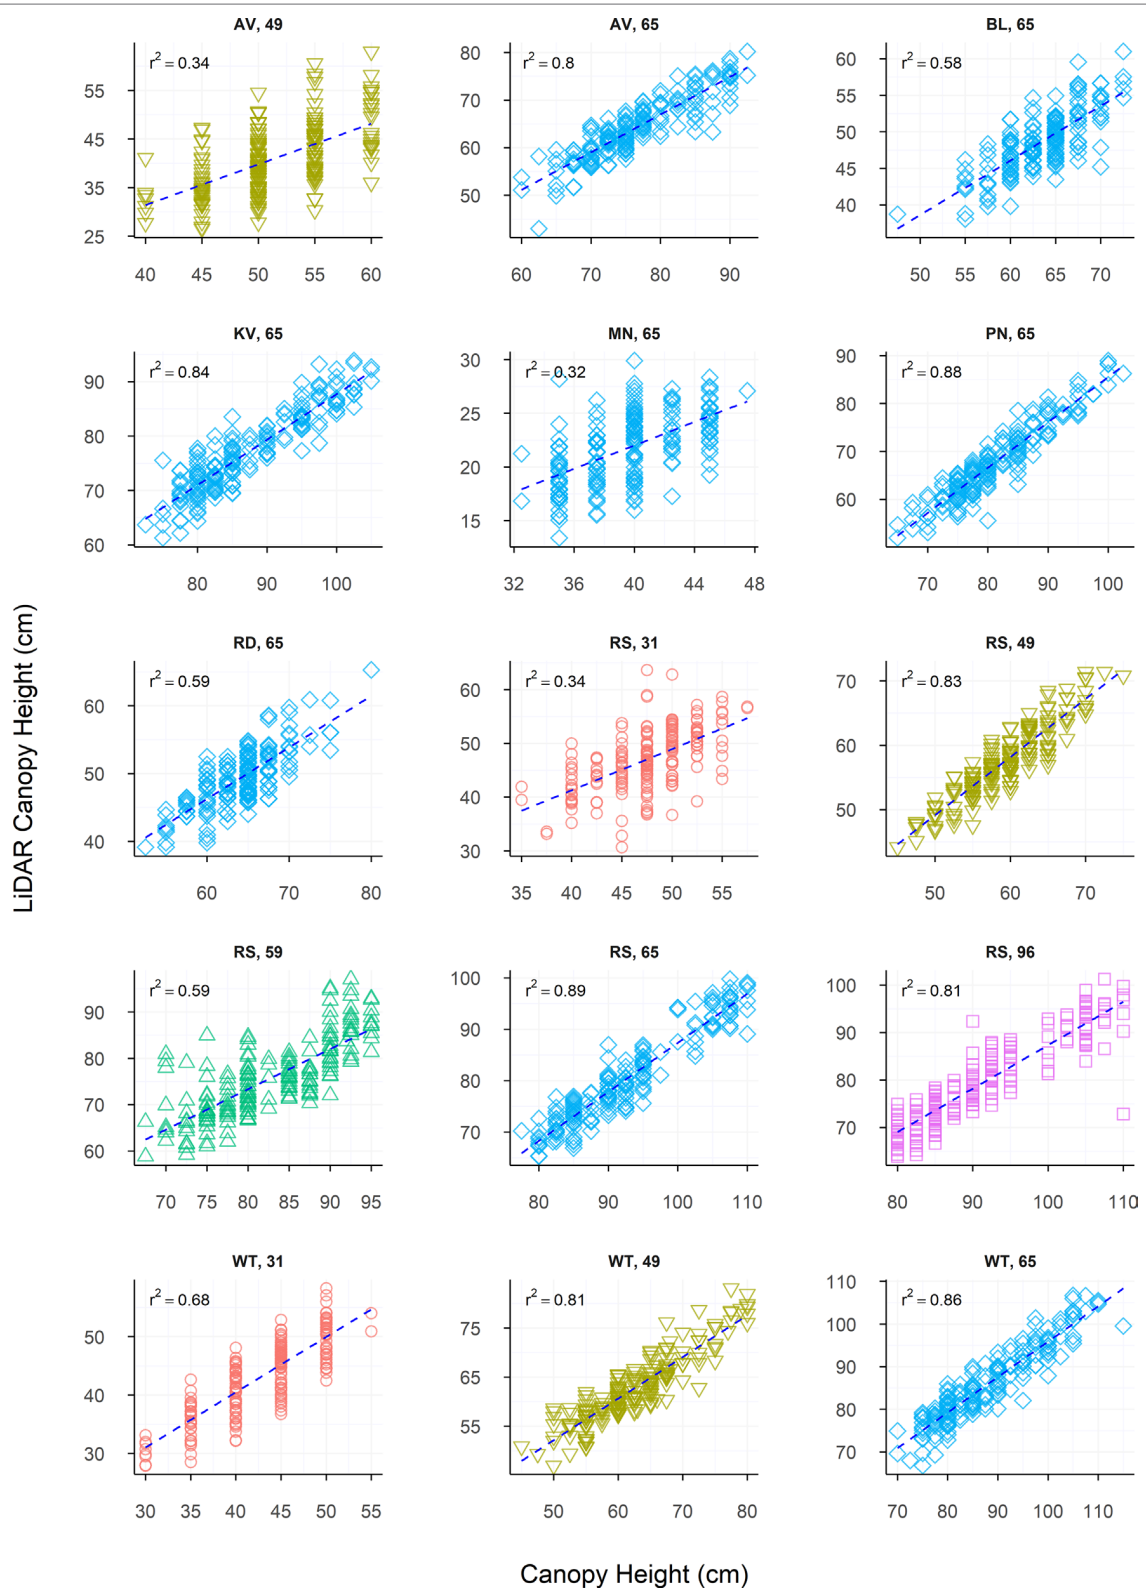 AV, 49
AV, 65
BL, 65
r² = 0.34
r² = 0.8
r² = 0.58
55
45
35
25
80
70
60
50
60
55
50
45
40
40 45 50 55 60
60 70 80 90
50 55 60 65 70
KV, 65
MN, 65
PN, 65
r² = 0.84
r² = 0.32
r² = 0.88
90
80
70
60
30
25
20
15
90
80
70
60
80 90 100
32 36 40 44 48
70 80 90 100
LiDAR Canopy Height (cm)
RD, 65
RS, 31
RS, 49
r² = 0.59
r² = 0.34
r² = 0.83
60
50
40
60
50
40
30
70
60
50
60 70 80
35 40 45 50 55
50 60 70
RS, 59
RS, 65
RS, 96
r² = 0.59
r² = 0.89
r² = 0.81
90
80
70
60
100
90
80
70
100
90
80
70
70 75 80 85 90 95
80 90 100 110
80 90 100 110
WT, 31
WT, 49
WT, 65
r² = 0.68
r² = 0.81
r² = 0.86
50
40
30
75
65
55
110
100
90
80
70
30 35 40 45 50 55
50 60 70 80
70 80 90 100 110
Canopy Height (cm)